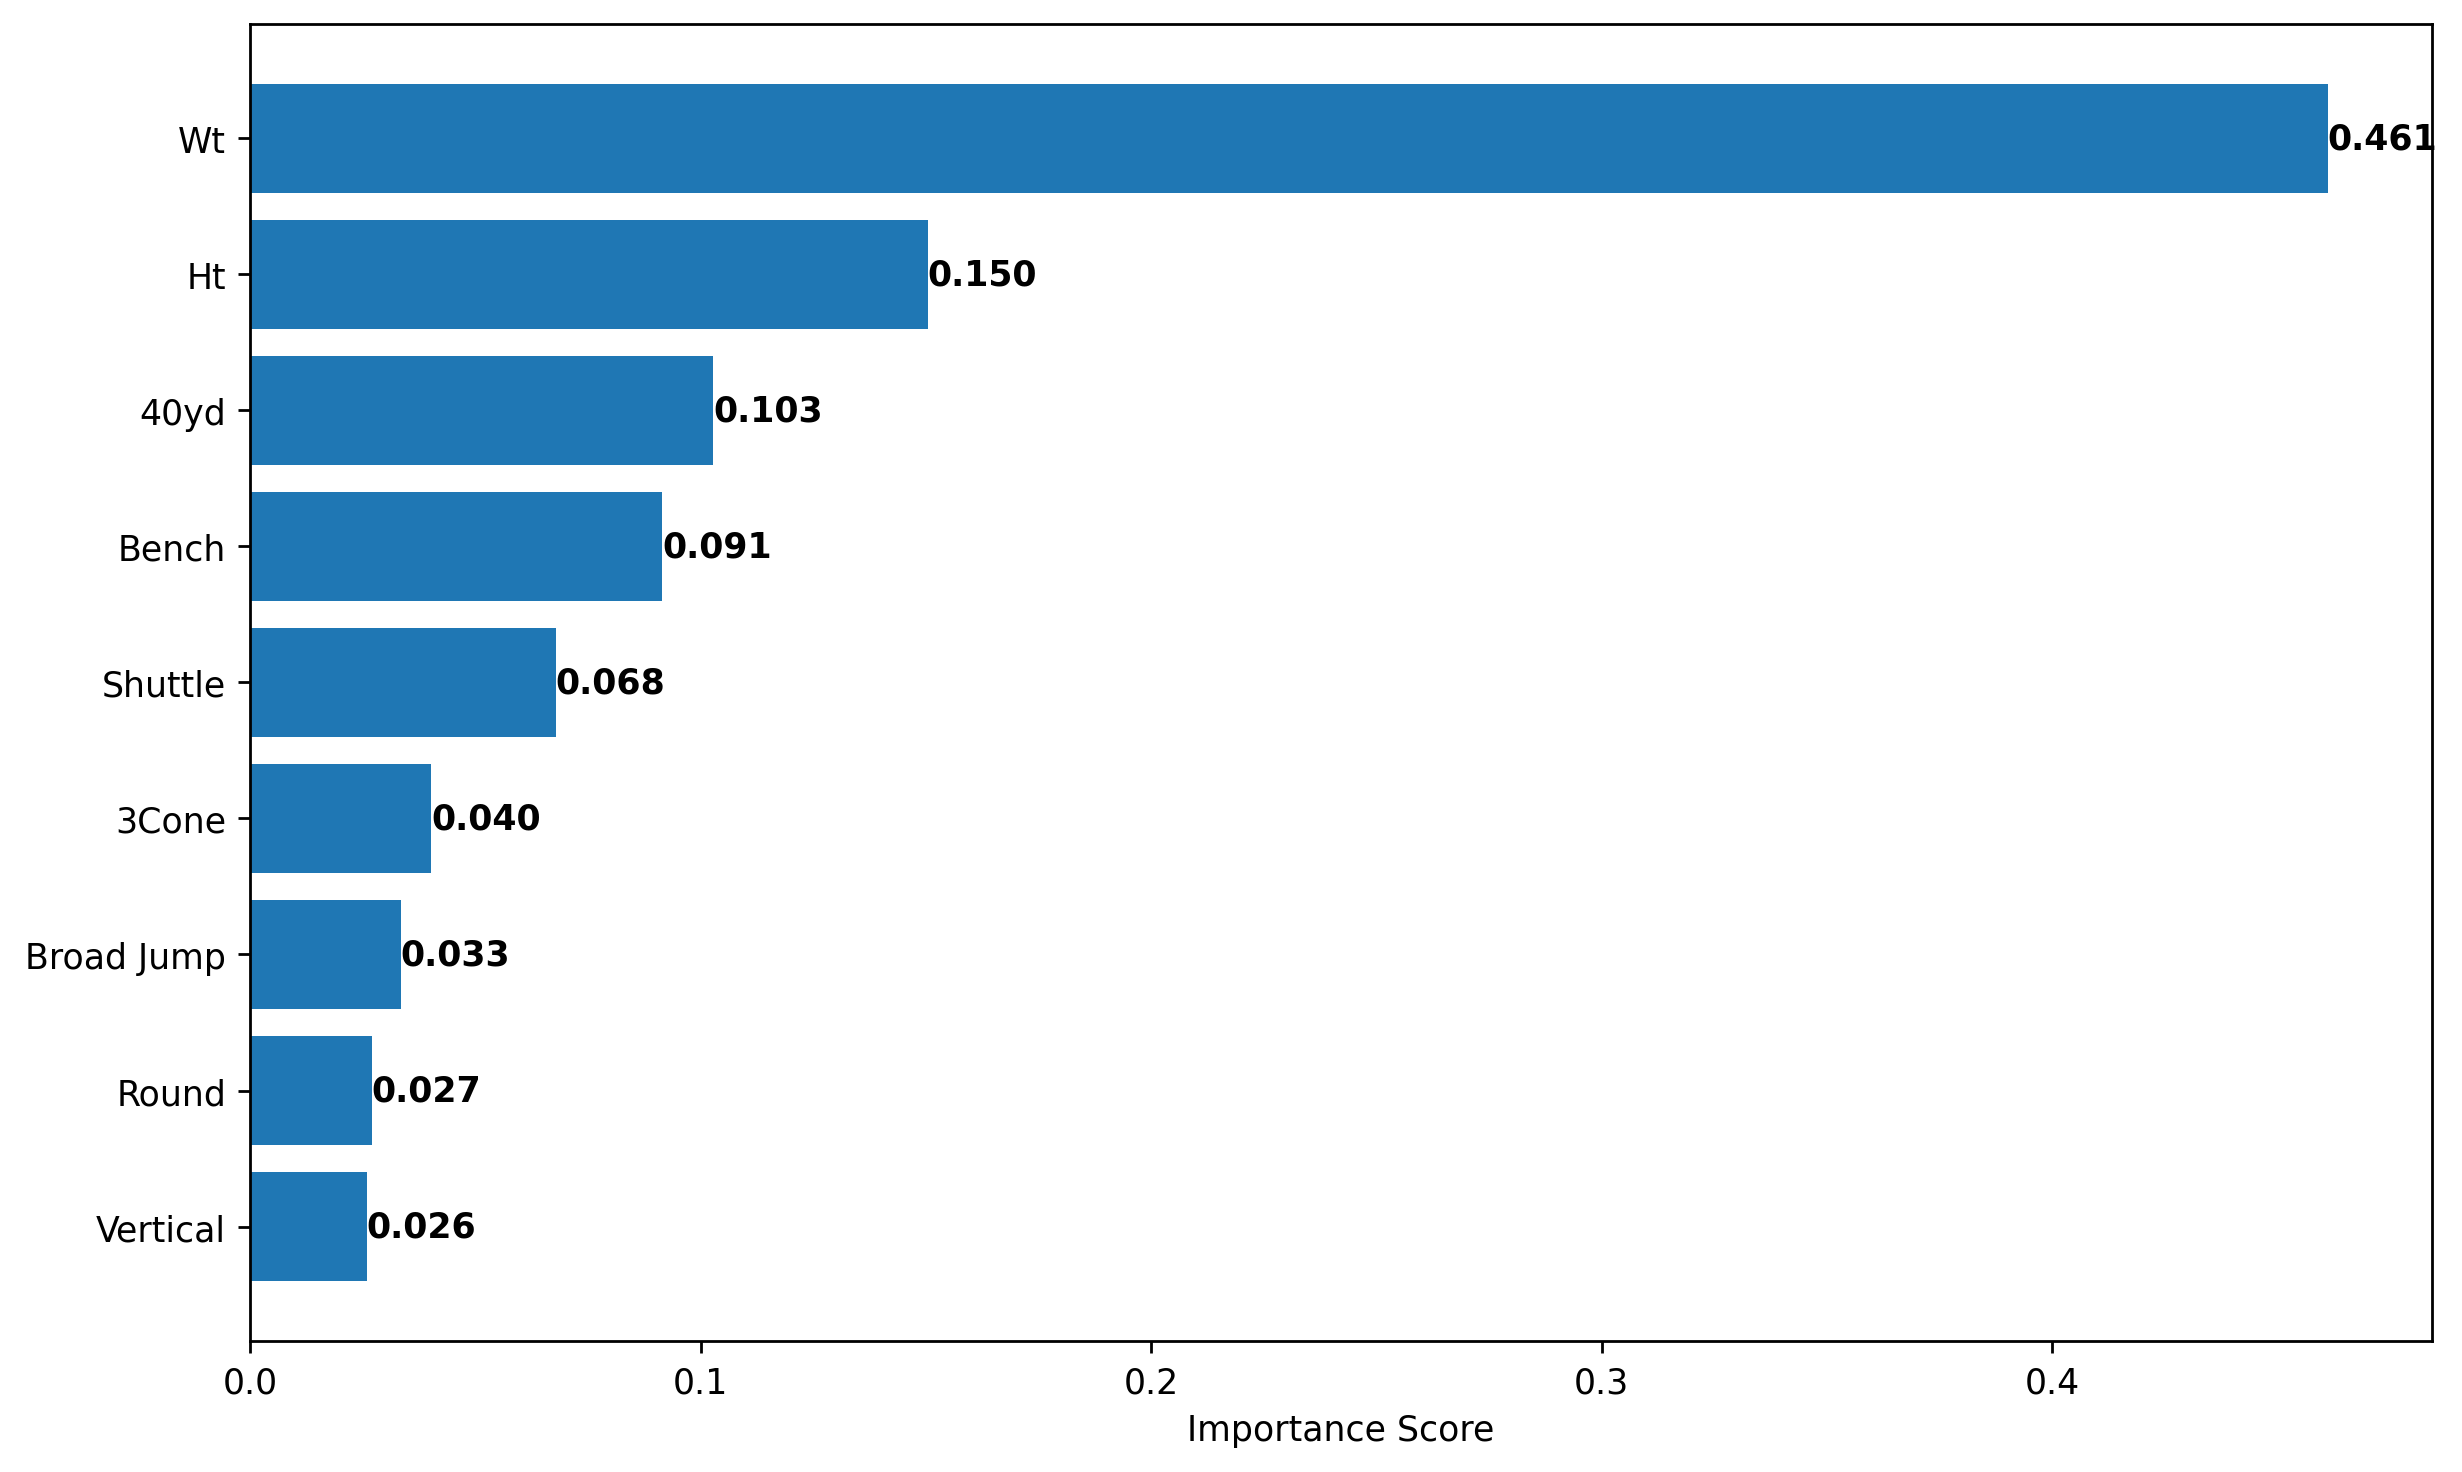 Wt 0.461
Ht 0.150
40yd 0.103
Bench 0.091
Shuttle 0.068
3Cone 0.040
Broad Jump 0.033
Round 0.027
Vertical 0.026
0.0 0.1 0.2 0.3 0.4
Importance Score